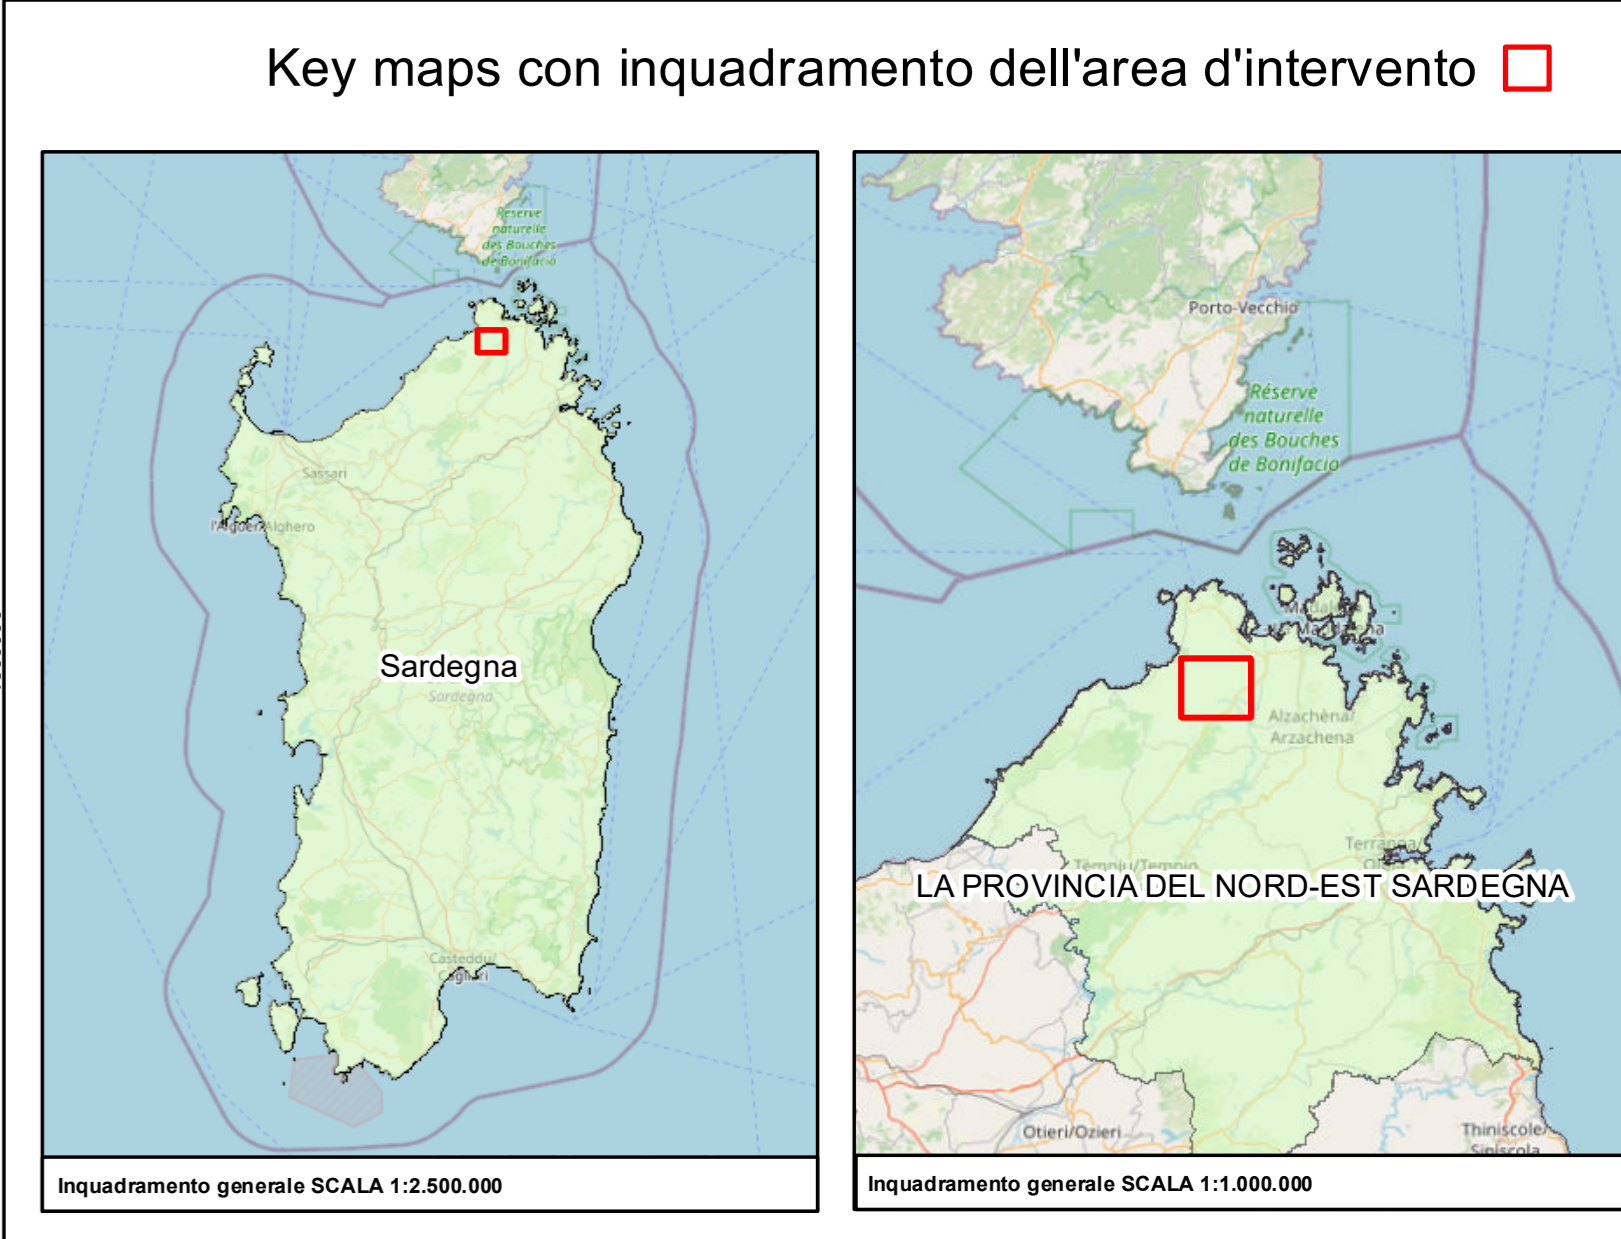 Key maps con inquadramento dell'area d'intervento
Réserve
naturelle
des Bouches
de Bonifacio
Sassari
l'Alguer/Alghero
Sardegna
Sardegna
Casteddu/
Cagliari
Inquadramento generale SCALA 1:2.500.000
Porto-Vecchio
Réserve
naturelle
des Bouches
de Bonifacio
Alzachèna/
Arzachena
Tempiu/Tempio
LA PROVINCIA DEL NORD-EST SARDEGNA
Otieri/Ozieri
Thiniscole/
Siniscola
Inquadramento generale SCALA 1:1.000.000